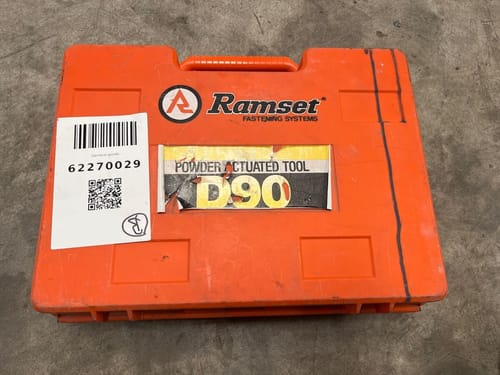 Ramset®
FASTENING SYSTEMS
62270029
POWDER ACTUATED TOOL
D90